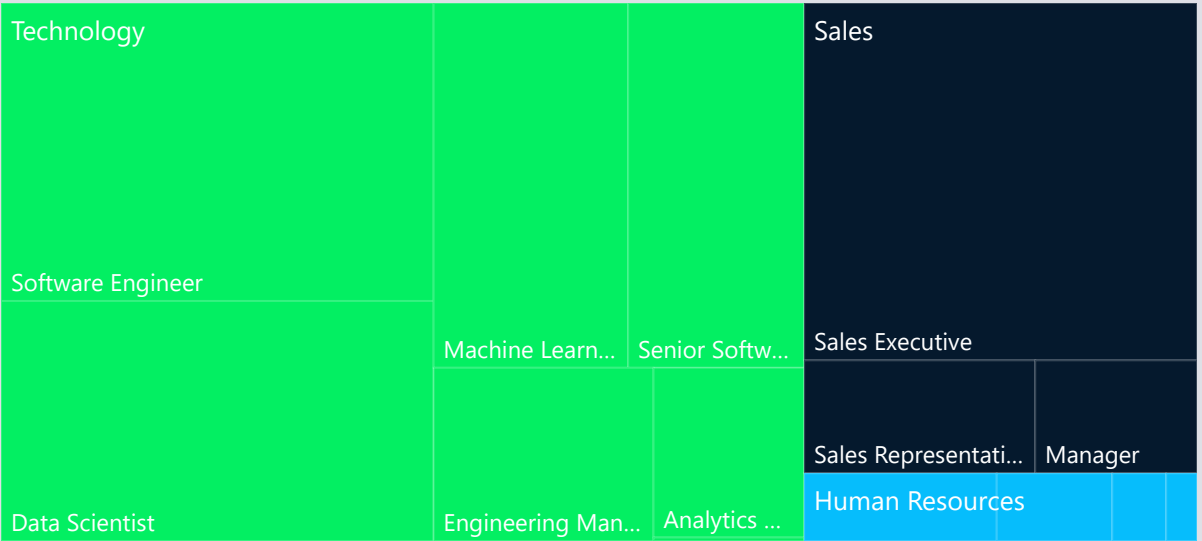 Technology
Software Engineer
Data Scientist
Machine Learn...
Senior Softw...
Engineering Man...
Analytics ...
Sales
Sales Executive
Sales Representati...
Manager
Human Resources